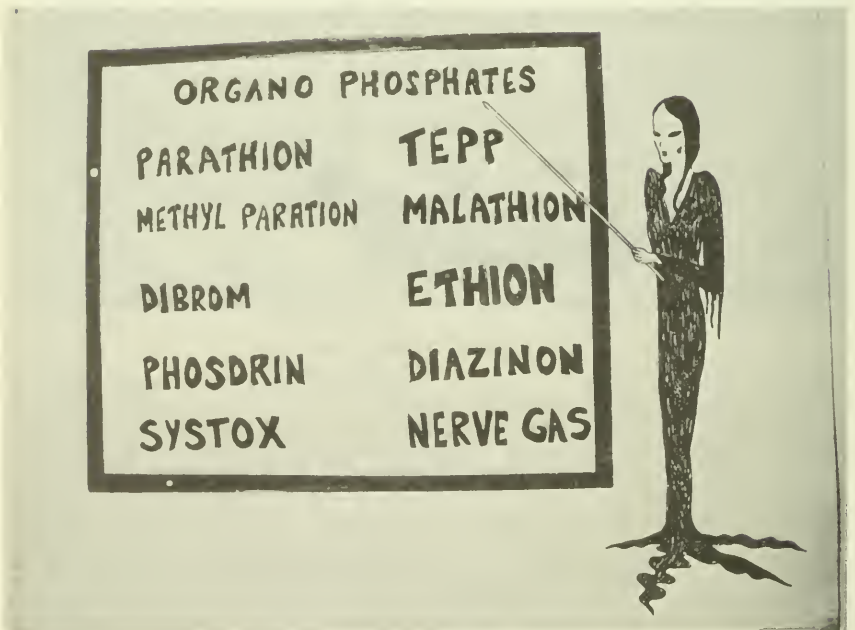 ORGANO PHOSPHATES
PARATHION
METHYL PARATION
DIBROM
PHOSDRIN
SYSTOX
TEPP
MALATHION
ETHION
DIAZINON
NERVE GAS